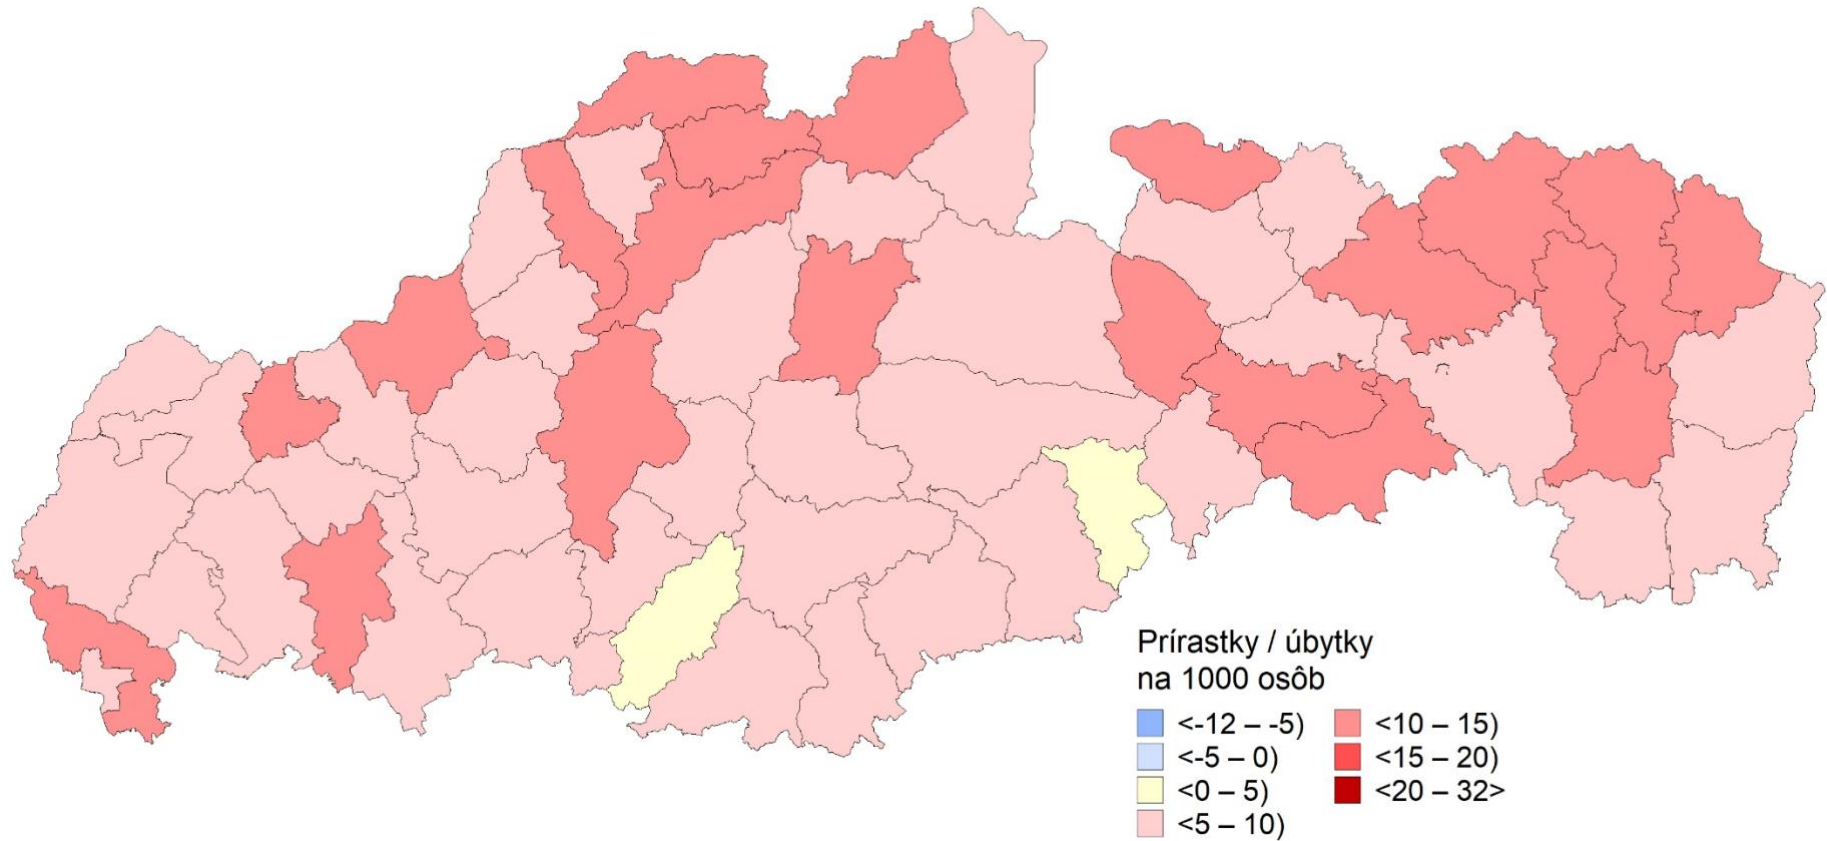 Prírastky / úbytky
na 1000 osôb
<-12 – -5)
<-5 – 0)
<0 – 5)
<5 – 10)
<10 – 15)
<15 – 20)
<20 – 32>